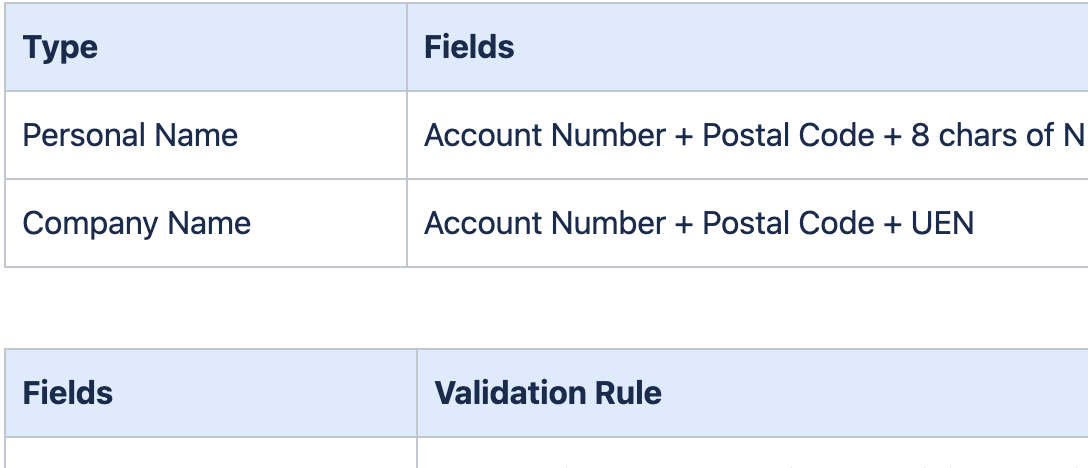 Type Fields
Personal Name Account Number + Postal Code + 8 chars of
Company Name Account Number + Postal Code + UEN
Fields Validation Rule